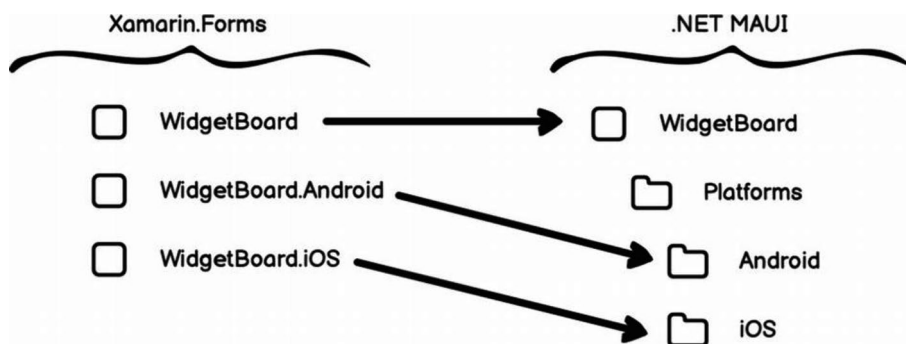 Xamarin.Forms
WidgetBoard
WidgetBoard.Android
WidgetBoard.iOS
.NET MAUI
WidgetBoard
Platforms
Android
iOS